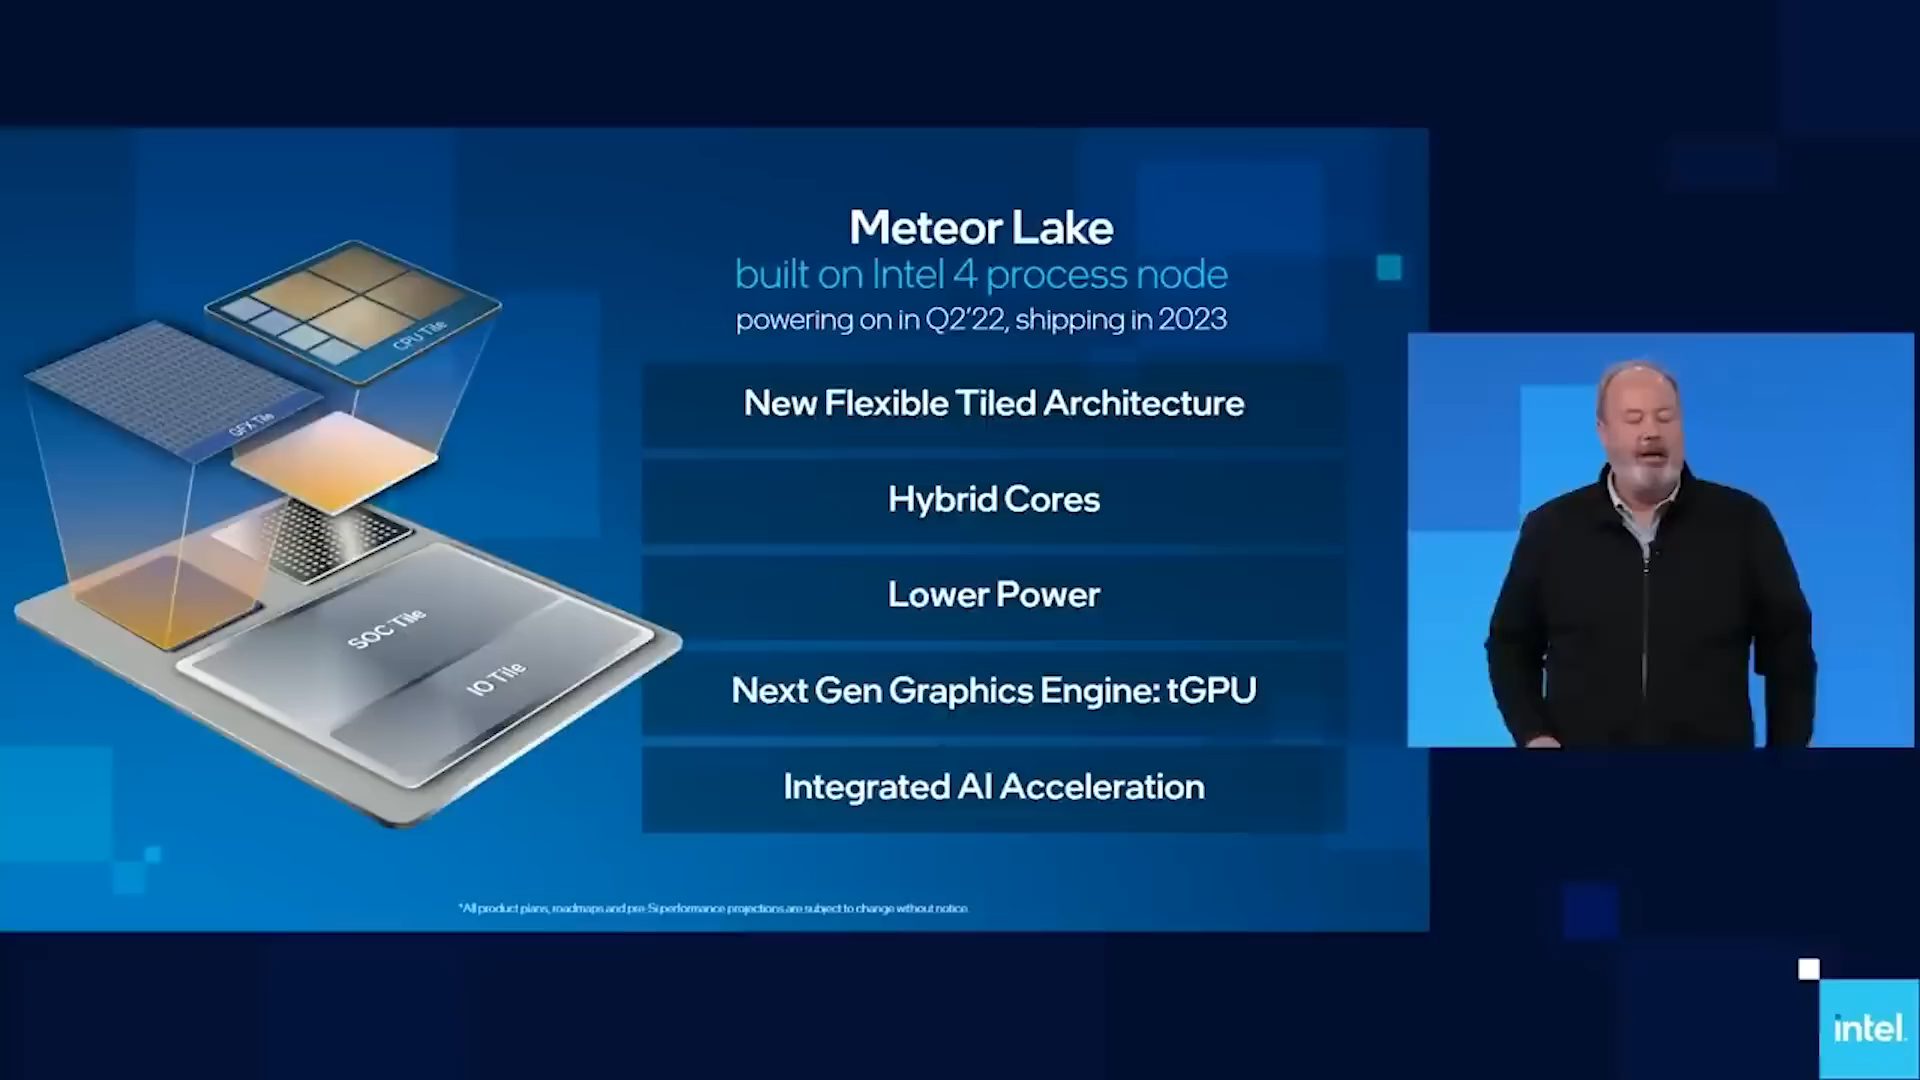 Meteor Lake
built on Intel 4 process node
powering on in Q2'22, shipping in 2023
New Flexible Tiled Architecture
Hybrid Cores
Lower Power
Next Gen Graphics Engine: tGPU
Integrated AI Acceleration
CPU Tile
GFX Tile
SOC Tile
IO Tile
*All product plans, roadmaps and pre-Si performance projections are subject to change without notice
intel.